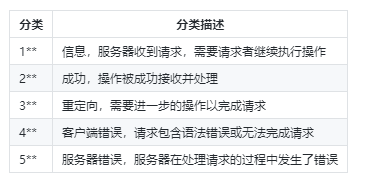 分类 分类描述
1** 信息，服务器收到请求，需要请求者继续执行操作
2** 成功，操作被成功接收并处理
3** 重定向，需要进一步的操作以完成请求
4** 客户端错误，请求包含语法错误或无法完成请求
5** 服务器错误，服务器在处理请求的过程中发生了错误